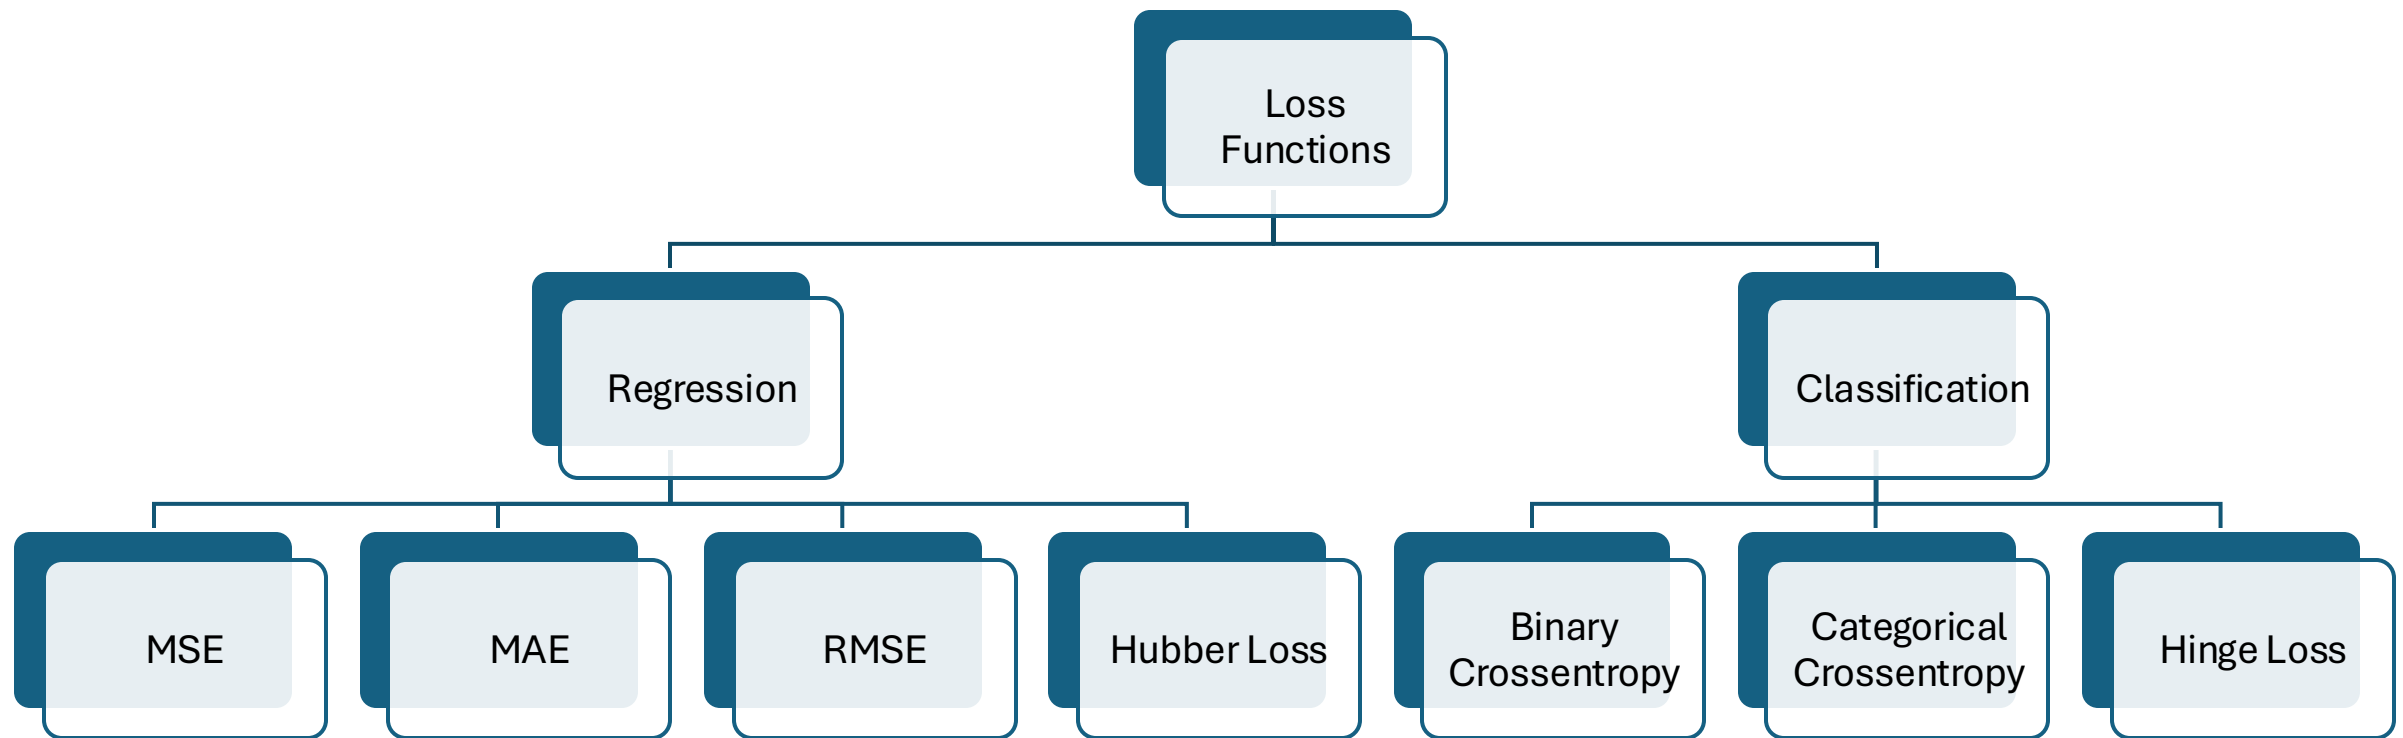 Loss
Functions
Regression
Classification
MSE
MAE
RMSE
Hubber Loss
Binary
Crossentropy
Categorical
Crossentropy
Hinge Loss